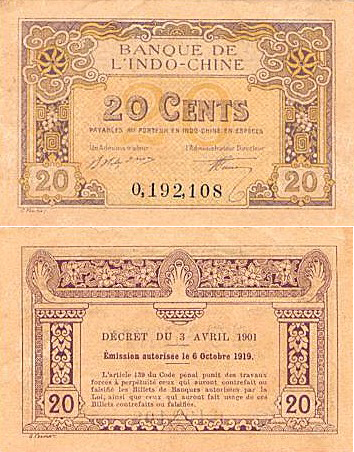 BANQUE DE
L'INDO-CHINE
20 CENTS
PAYABLES AU PORTEUR EN INDO-CHINE EN ESPÈCES
Un Administrateur
L'Administrateur Directeur
20
0,192,108
20
DÉCRET DU 3 AVRIL 1901
Émission autorisée le 6 Octobre 1919.
L'article 139 du Code pénal punit des travaux
forcés à perpétuité ceux qui auront contrefait ou
falsifié les Billets de Banques autorisées par la
Loi, ainsi que ceux qui auront fait usage de ces
Billets contrefaits ou falsifiés.
20
20